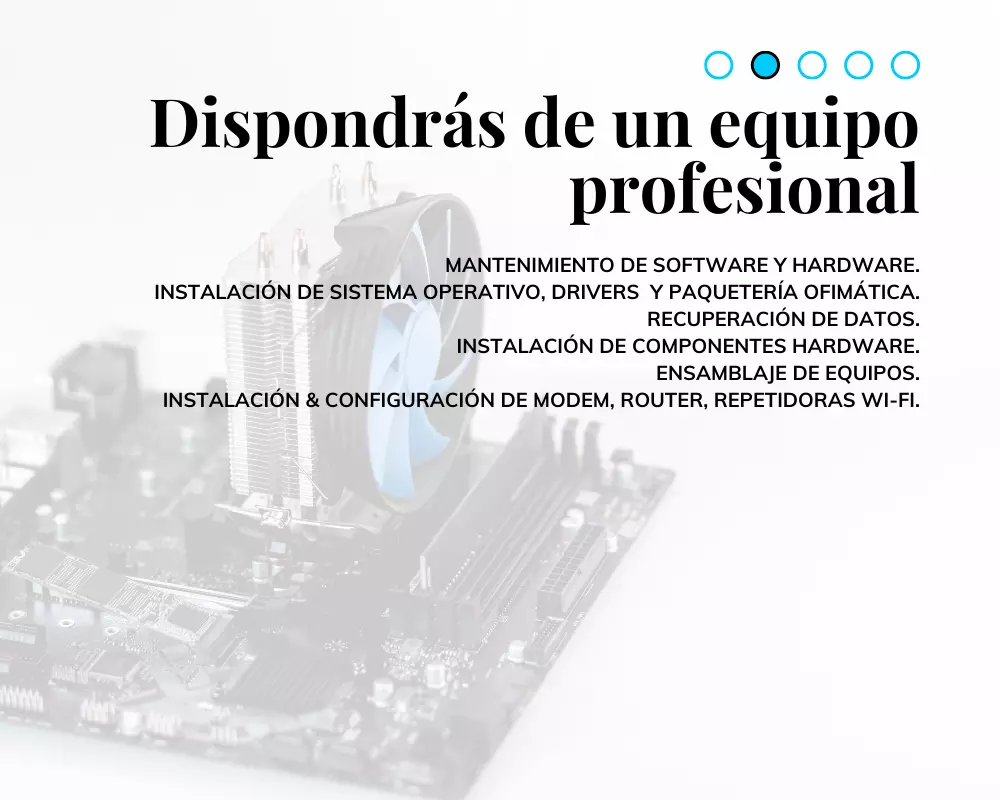 Dispondrás de un equipo
profesional
MANTENIMIENTO DE SOFTWARE Y HARDWARE.
INSTALACIÓN DE SISTEMA OPERATIVO, DRIVERS  Y PAQUETERÍA OFIMÁTICA.
RECUPERACIÓN DE DATOS.
INSTALACIÓN DE COMPONENTES HARDWARE.
ENSAMBLAJE DE EQUIPOS.
INSTALACIÓN & CONFIGURACIÓN DE MODEM, ROUTER, REPETIDORAS WI-FI.